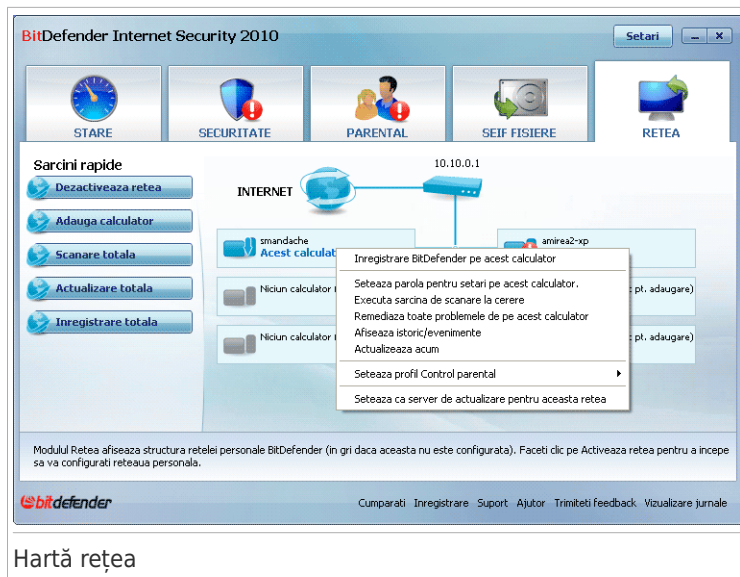 BitDefender Internet Security 2010
Setari
STARE
SECURITATE
PARENTAL
SEIF FISIERE
RETEA
Sarcini rapide
Dezactiveaza retea
Adauga calculator
Scanare totala
Actualizare totala
Inregistrare totala
INTERNET
10.10.0.1
smandache
Acest calculat
amirea2-xp
Niciun calculator
pt. adaugare)
Niciun calculator
pt. adaugare)
Inregistrare BitDefender pe acest calculator
Seteaza parola pentru setari pe acest calculator.
Executa sarcina de scanare la cerere
Remediaza toate problemele de pe acest calculator
Afiseaza istoric/evenimente
Actualizeaza acum
Seteaza profil Control parental
Seteaza ca server de actualizare pentru aceasta retea
Modulul Retea afiseaza structura retelei personale BitDefender (in gri daca aceasta nu este configurata). Faceti clic pe Activeaza retea pentru a incepe
sa va configurati reteaua personala.
bitdefender
Cumparati Inregistrare Suport Ajutor Trimiteti feedback Vizualizare jurnale
Hartă rețea